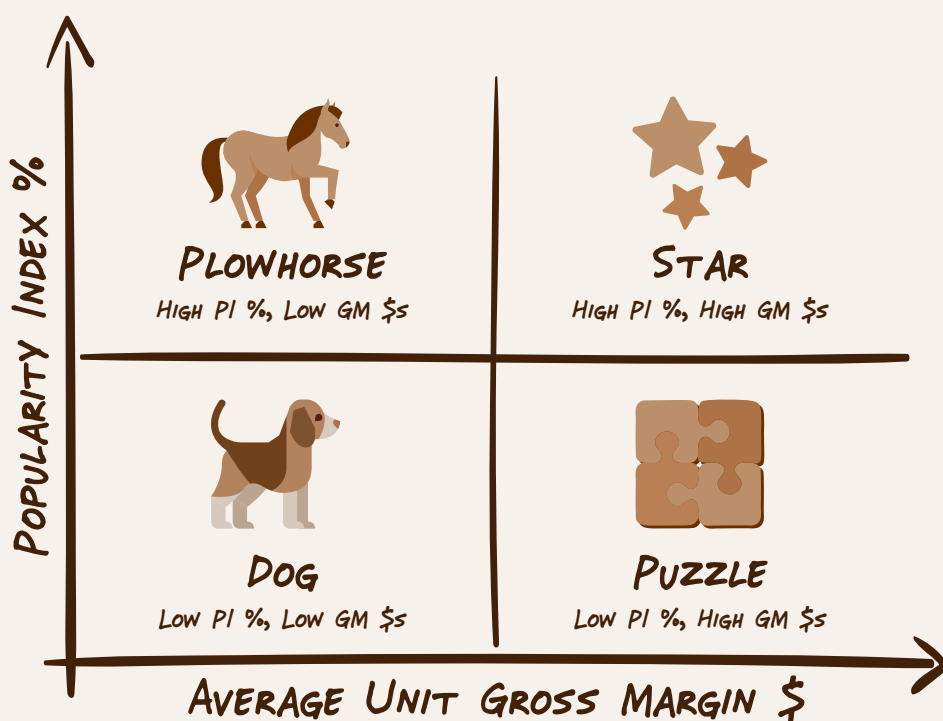 Popularity Index %
Plowhorse
High PI %, Low GM $s
Star
High PI %, High GM $s
Dog
Low PI %, Low GM $s
Puzzle
Low PI %, High GM $s
Average Unit Gross Margin $